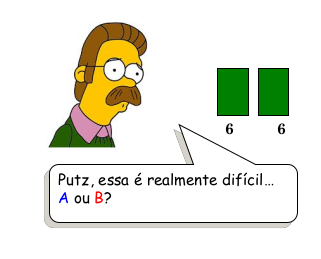 6 6
Putz, essa é realmente difícil...
A ou B?